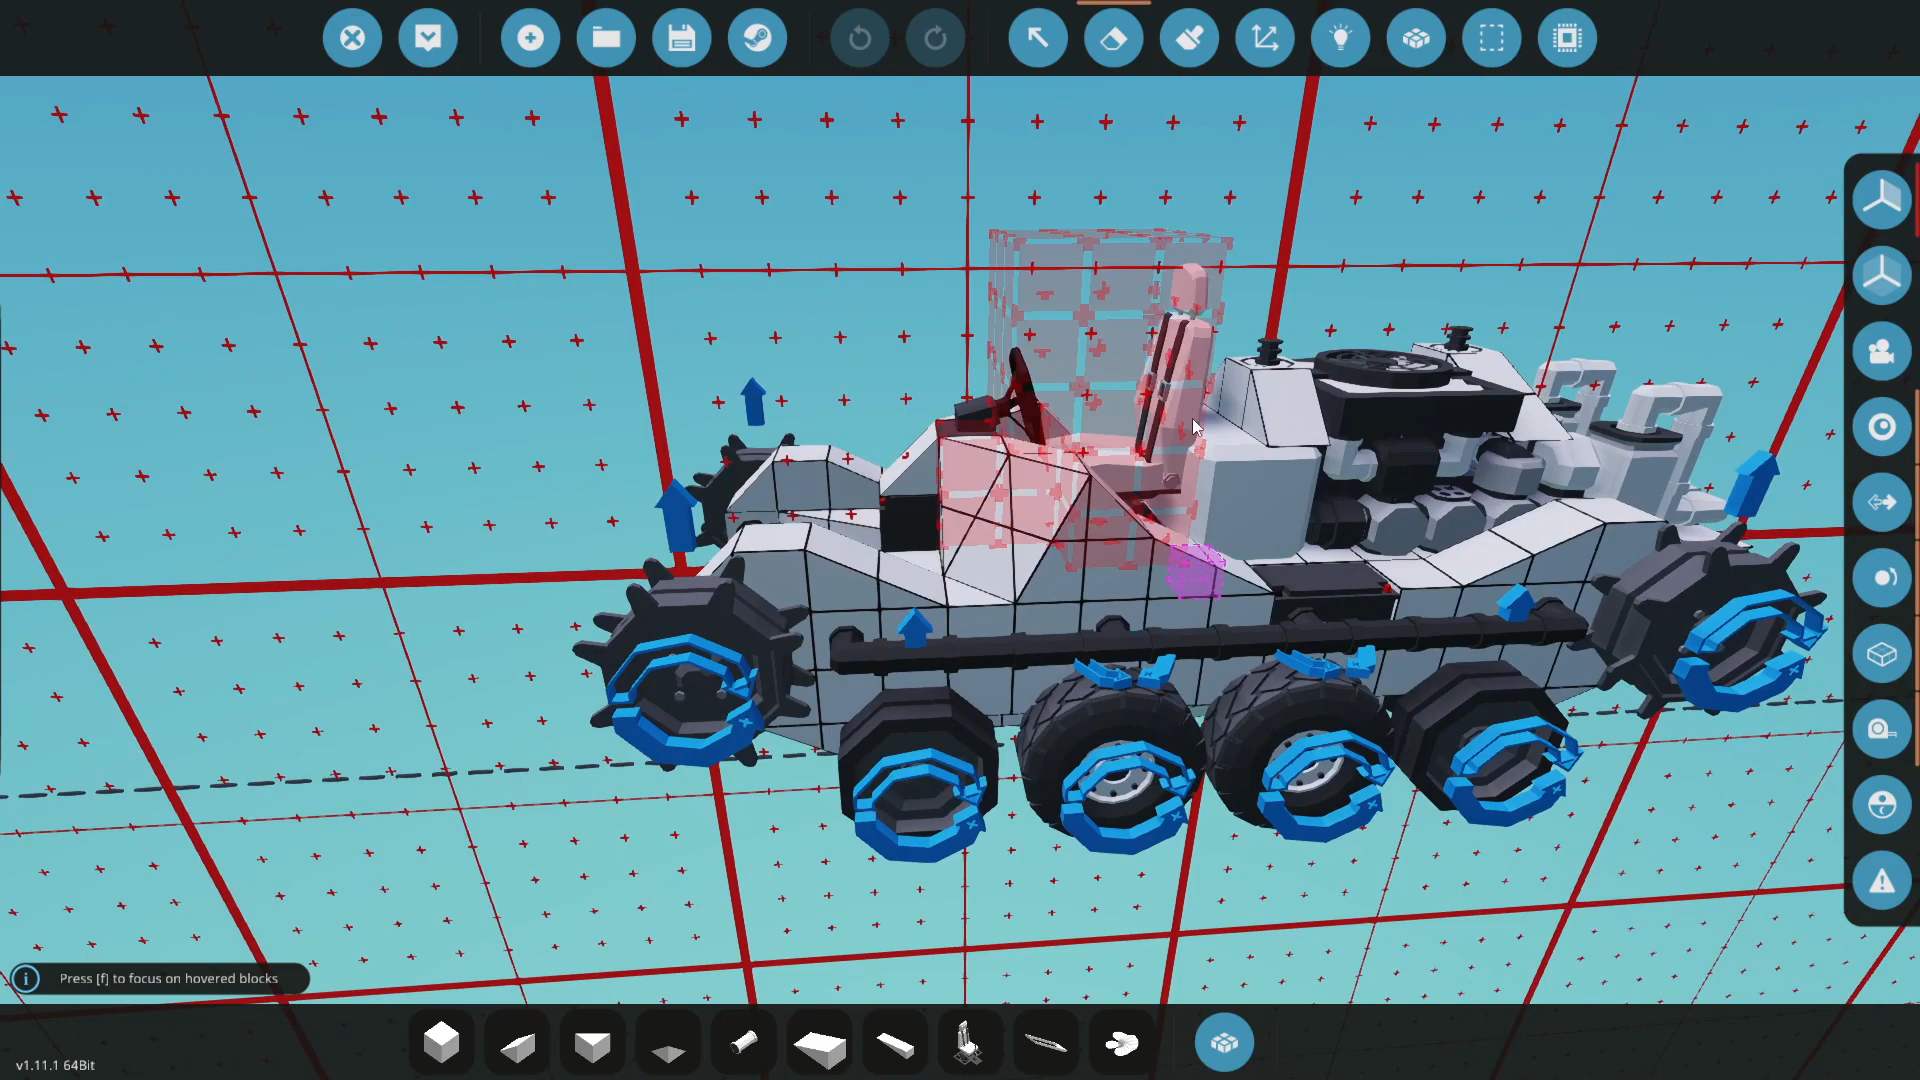 Press [f] to focus on hovered blocks
v1.11.1 64Bit